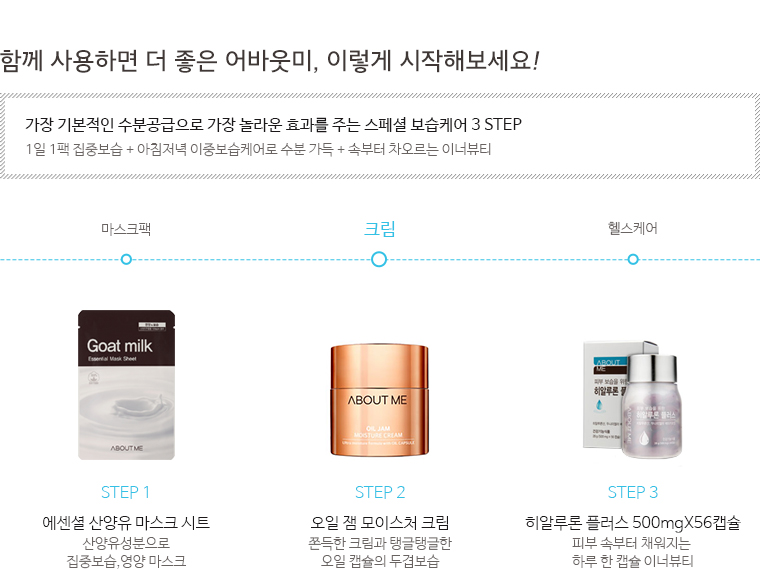 함께 사용하면 더 좋은 어바웃미, 이렇게 시작해보세요!
가장 기본적인 수분공급으로 가장 놀라운 효과를 주는 스페셜 보습케어 3 STEP
1일 1팩 집중보습 + 아침저녁 이중보습케어로 수분 가득 + 속부터 차오르는 이너뷰티
마스크팩
크림
헬스케어
Goat milk
Essential Mask Sheet
ABOUT ME
ABOUT ME
OIL JAM
MOISTURE CREAM
ABOUT
ME
피부 보습을 위한
히알루론
히알루론 플러스
STEP 1
STEP 2
STEP 3
에센셜 산양유 마스크 시트
오일 잼 모이스처 크림
히알루론 플러스 500mgX56캡슐
산양유성분으로
쫀득한 크림과 탱글탱글한
피부 속부터 채워지는
집중보습,영양 마스크
오일 캡슐의 두겹보습
하루 한 캡슐 이너뷰티